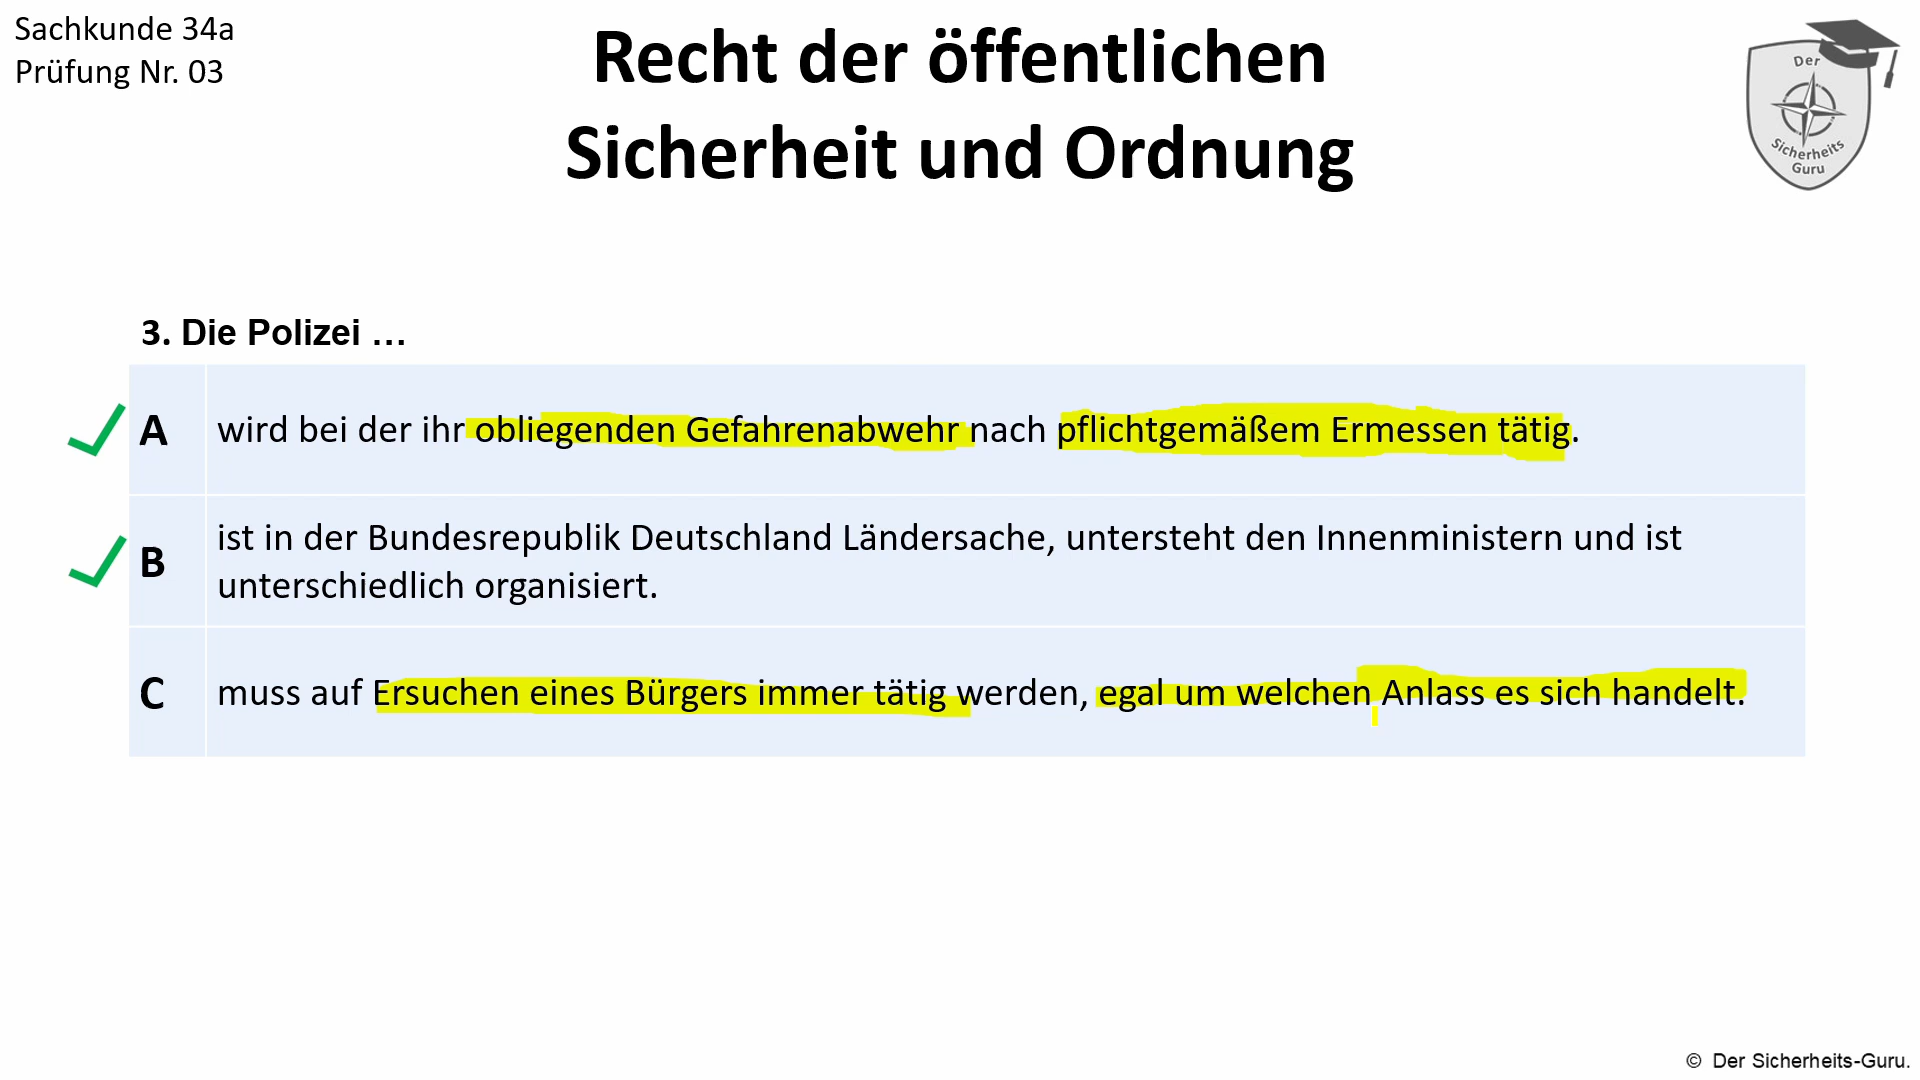 Sachkunde 34a
Prüfung Nr. 03
Recht der öffentlichen
Sicherheit und Ordnung
Der
Sicherheits
Guru
3. Die Polizei …
A wird bei der ihr obliegenden Gefahrenabwehr nach pflichtgemäßem Ermessen tätig.
B ist in der Bundesrepublik Deutschland Ländersache, untersteht den Innenministern und ist
unterschiedlich organisiert.
C muss auf Ersuchen eines Bürgers immer tätig werden, egal um welchen Anlass es sich handelt.
© Der Sicherheits-Guru.